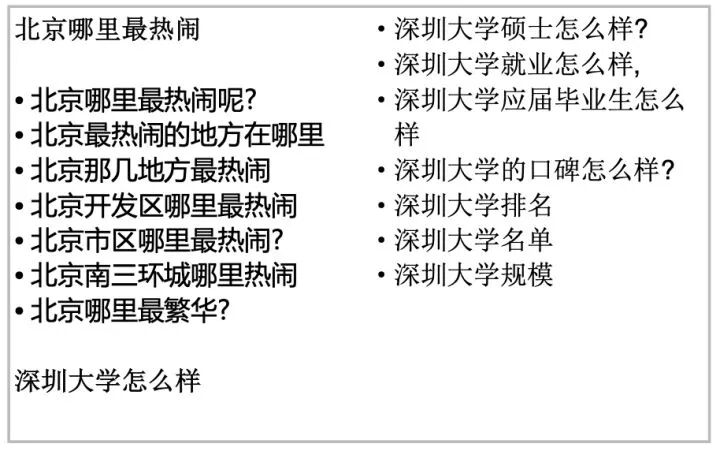 北京哪里最热闹
• 北京哪里最热闹呢?
• 北京最热闹的地方在哪里
• 北京那几地方最热闹
• 北京开发区哪里最热闹
• 北京市区哪里最热闹?
• 北京南三环城哪里热闹
• 北京哪里最繁华?
深圳大学怎么样
• 深圳大学硕士怎么样?
• 深圳大学就业怎么样,
• 深圳大学应届毕业生怎么
样
• 深圳大学的口碑怎么样?
• 深圳大学排名
• 深圳大学名单
• 深圳大学规模